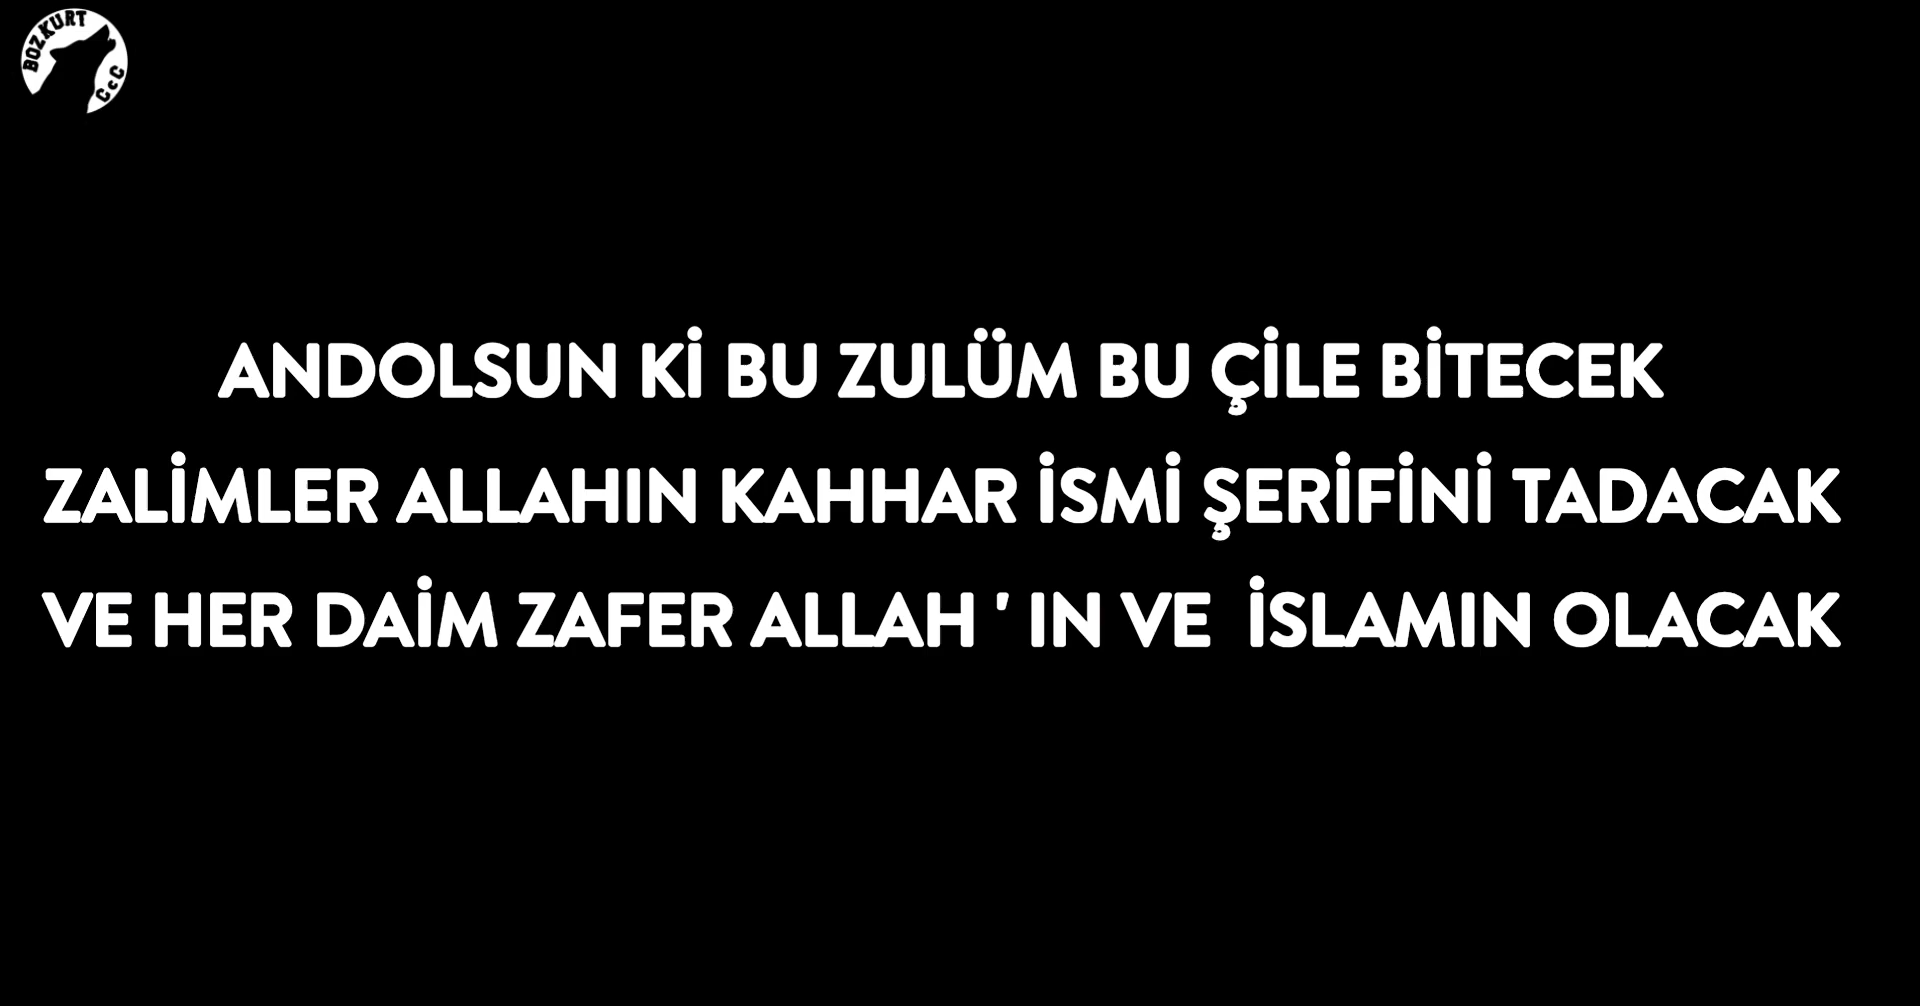 BOZKURT
CcC
ANDOLSUN Kİ BU ZULÜM BU ÇİLE BİTECEK
ZALİMLER ALLAHIN KAHHAR İSMİ ŞERİFİNİ TADACAK
VE HER DAİM ZAFER ALLAH ' IN VE  İSLAMIN OLACAK